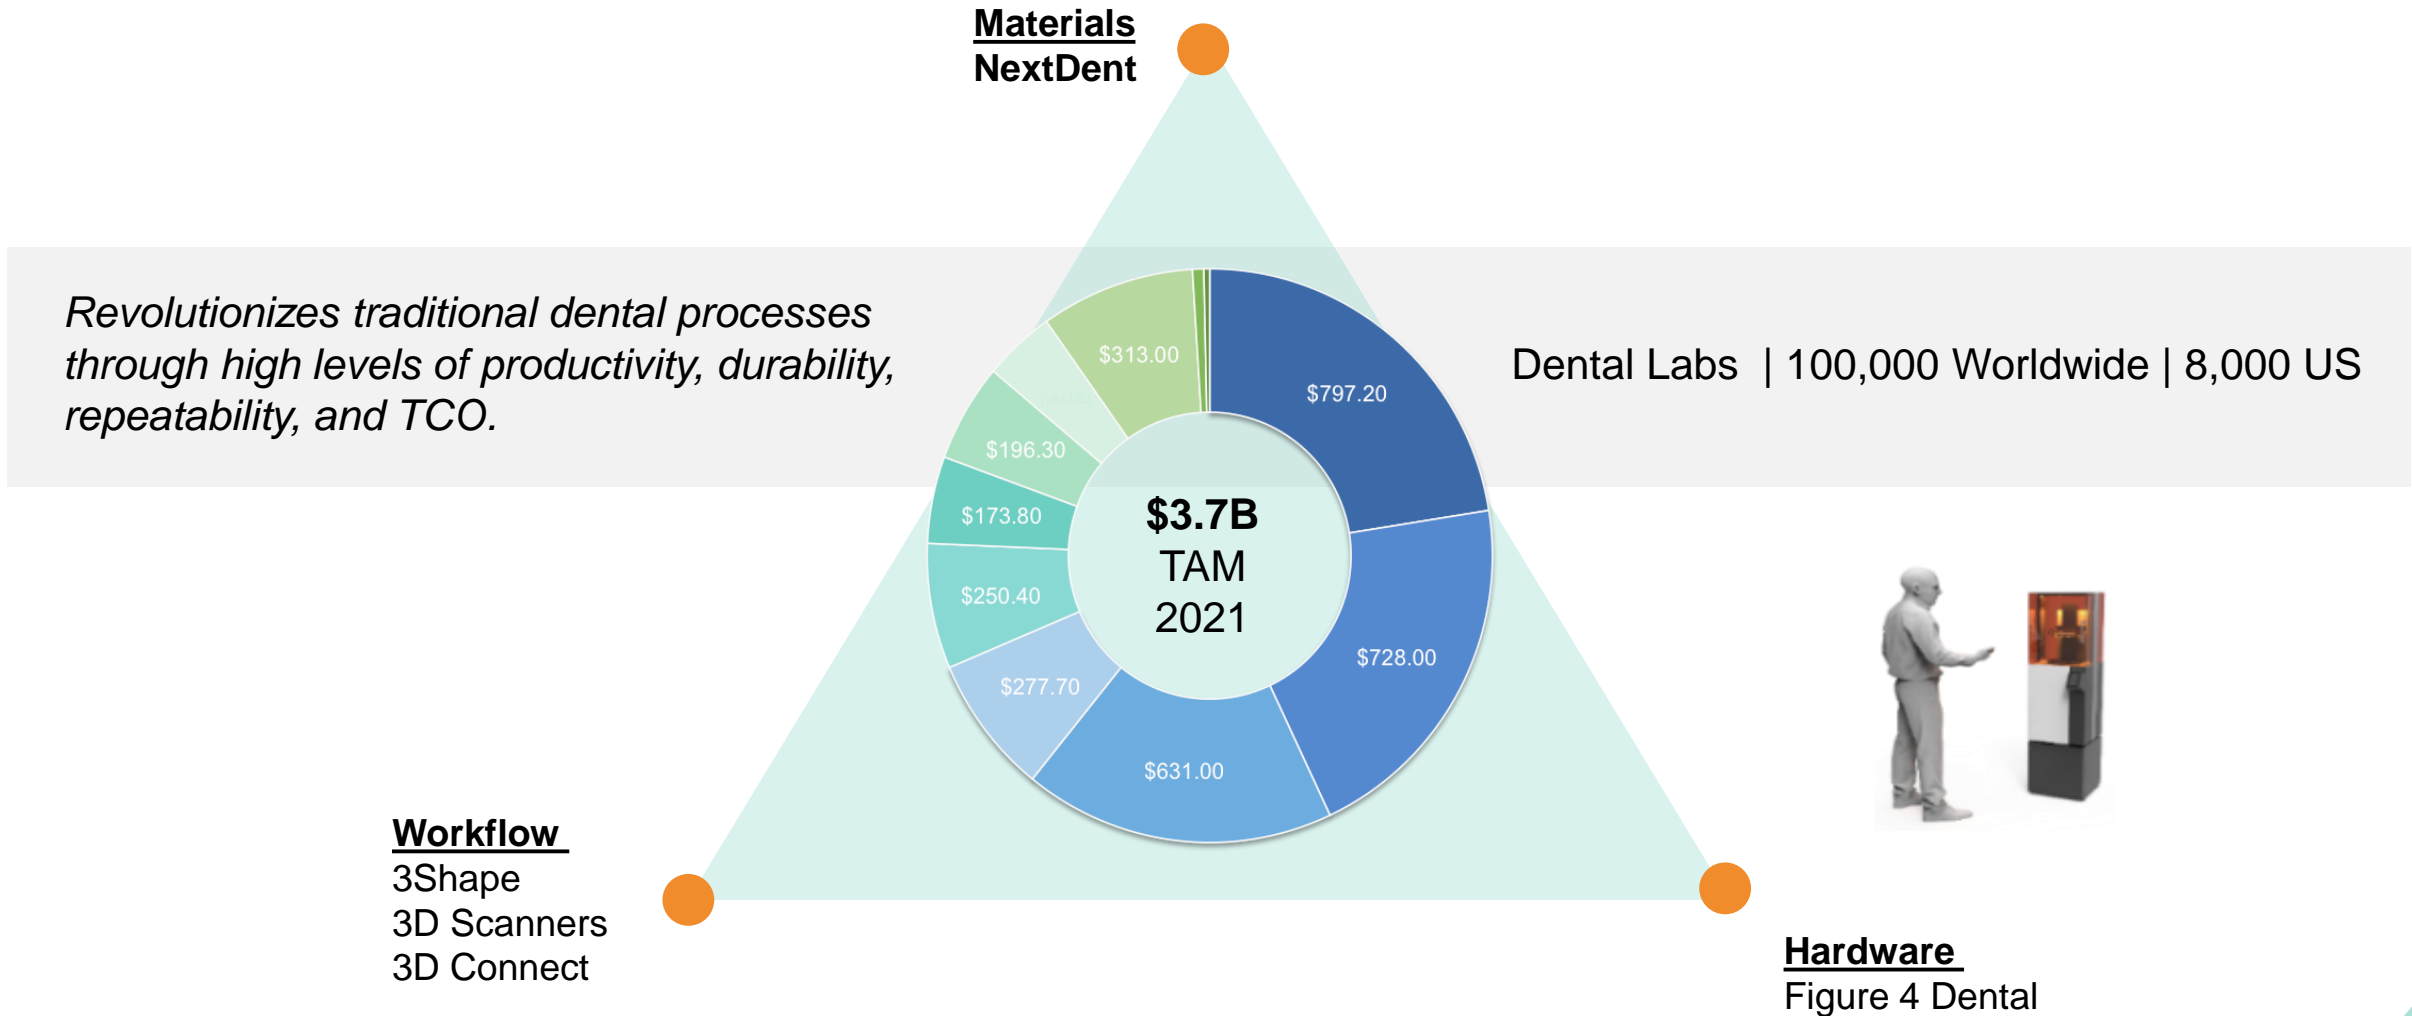 Materials
NextDent
Revolutionizes traditional dental processes
through high levels of productivity, durability,
repeatability, and TCO.
Dental Labs | 100,000 Worldwide | 8,000 US
$313.00
$797.20
$196.30
$173.80
$250.40
$277.70
$631.00
$728.00
$3.7B
TAM
2021
Workflow
3Shape
3D Scanners
3D Connect
Hardware
Figure 4 Dental